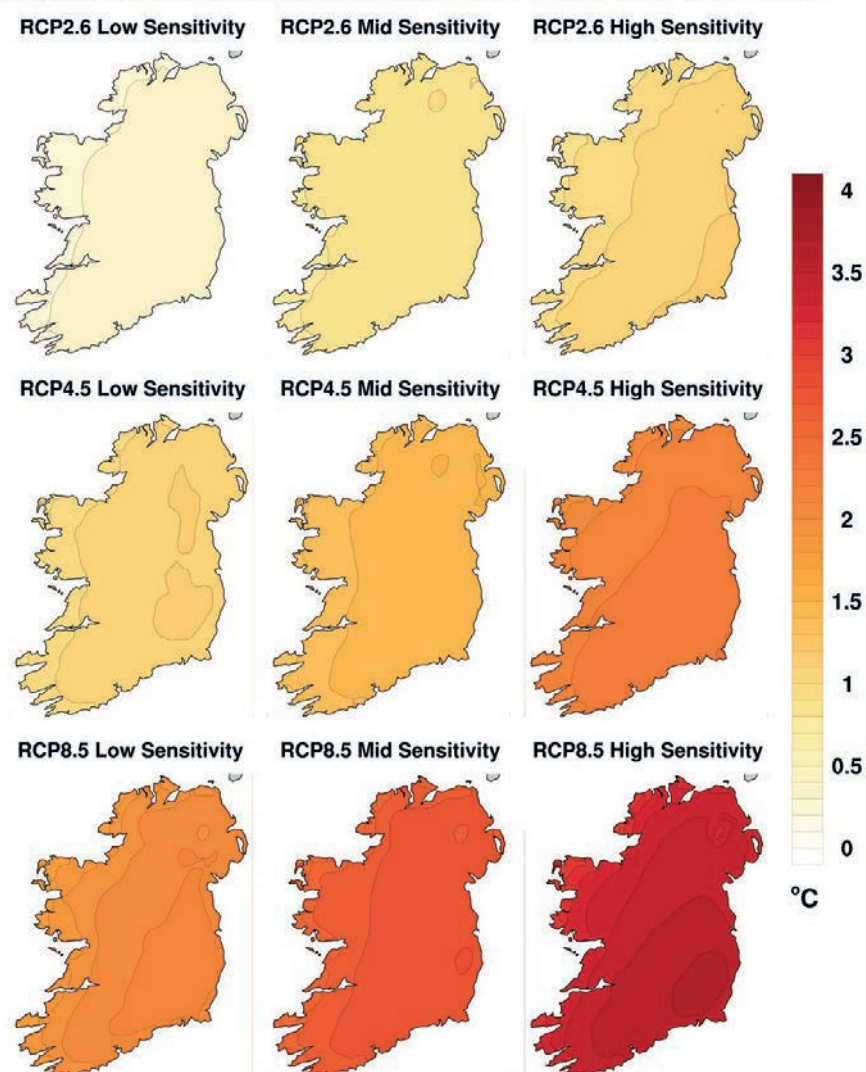 RCP2.6 Low Sensitivity RCP2.6 Mid Sensitivity RCP2.6 High Sensitivity
RCP4.5 Low Sensitivity RCP4.5 Mid Sensitivity RCP4.5 High Sensitivity
RCP8.5 Low Sensitivity RCP8.5 Mid Sensitivity RCP8.5 High Sensitivity
4
3.5
3
2.5
2
1.5
1
0.5
0
°C